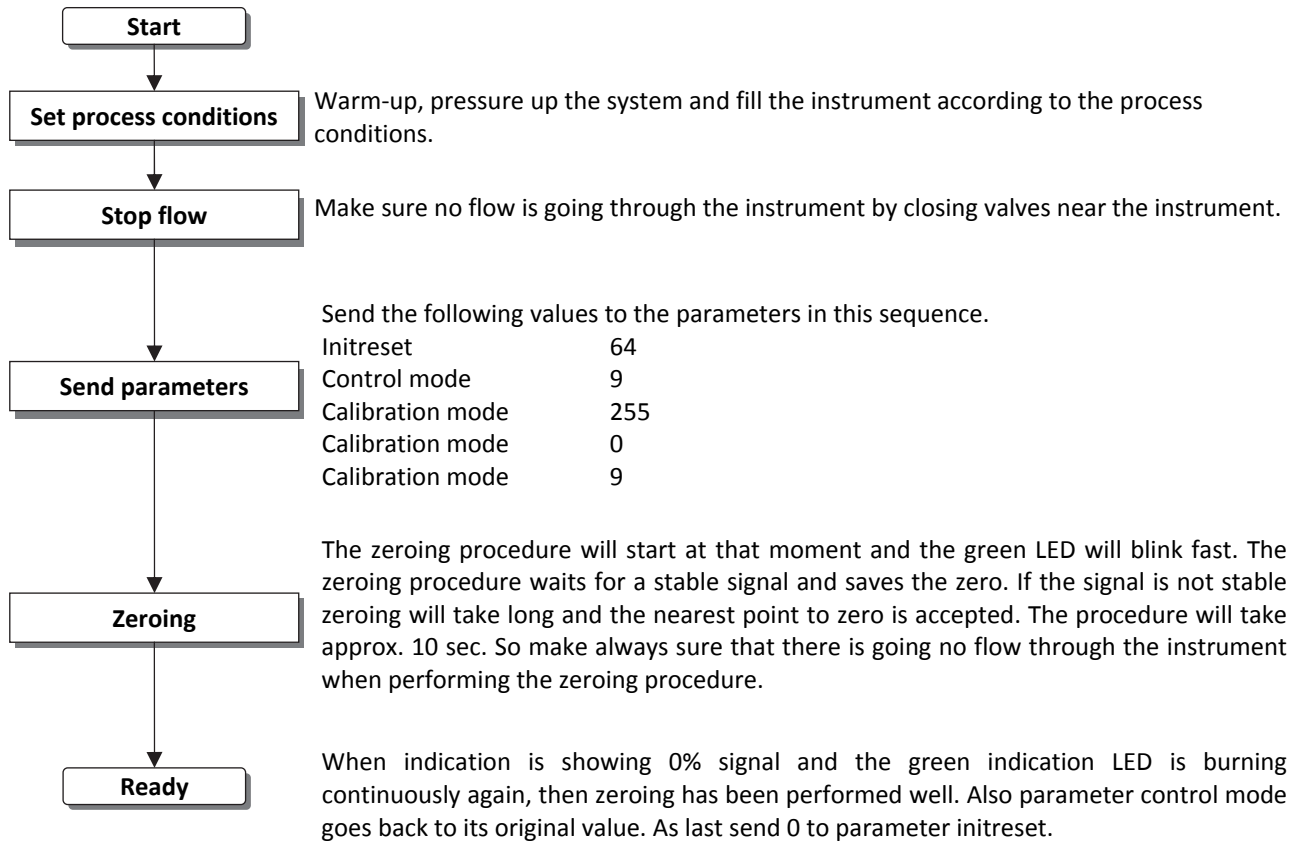 Start
Set process conditions
Warm-up, pressure up the system and fill the instrument according to the process
conditions.
Stop flow
Make sure no flow is going through the instrument by closing valves near the instrument.
Send parameters
Send the following values to the parameters in this sequence.
Initreset 64
Control mode 9
Calibration mode 255
Calibration mode 0
Calibration mode 9
Zeroing
The zeroing procedure will start at that moment and the green LED will blink fast. The
zeroing procedure waits for a stable signal and saves the zero. If the signal is not stable
zeroing will take long and the nearest point to zero is accepted. The procedure will take
approx. 10 sec. So make always sure that there is going no flow through the instrument
when performing the zeroing procedure.
Ready
When indication is showing 0% signal and the green indication LED is burning
continuously again, then zeroing has been performed well. Also parameter control mode
goes back to its original value. As last send 0 to parameter initreset.